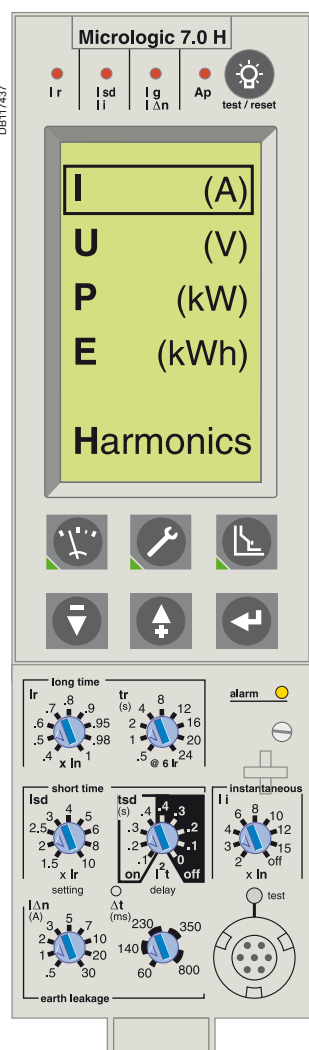 Micrologic 7.0 H
DB117437
Ir
Isd
Ii
Ig
IΔn
Ap
test / reset
I (A)
U (V)
P (kW)
E (kWh)
Harmonics
long time
alarm
Ir
.4 .5 .6 .7 .8 .9 .95 .98 1
x In
tr
(s)
.5 1 2 4 8 12 16 20 24
@ 6 Ir
short time
instantaneous
Isd
1.5 2 2.5 3 4 5 6 8 10
x Ir
tsd
(s)
.1 .2 .3 .4 .4 .3 .2 .1 0
on I²t off
Ii
2 3 4 6 8 10 12 15 off
x In
setting
delay
test
IΔn
(A)
.5 1 2 3 5 7 10 20 30
Δt
(ms)
60 140 230 350 800
earth leakage